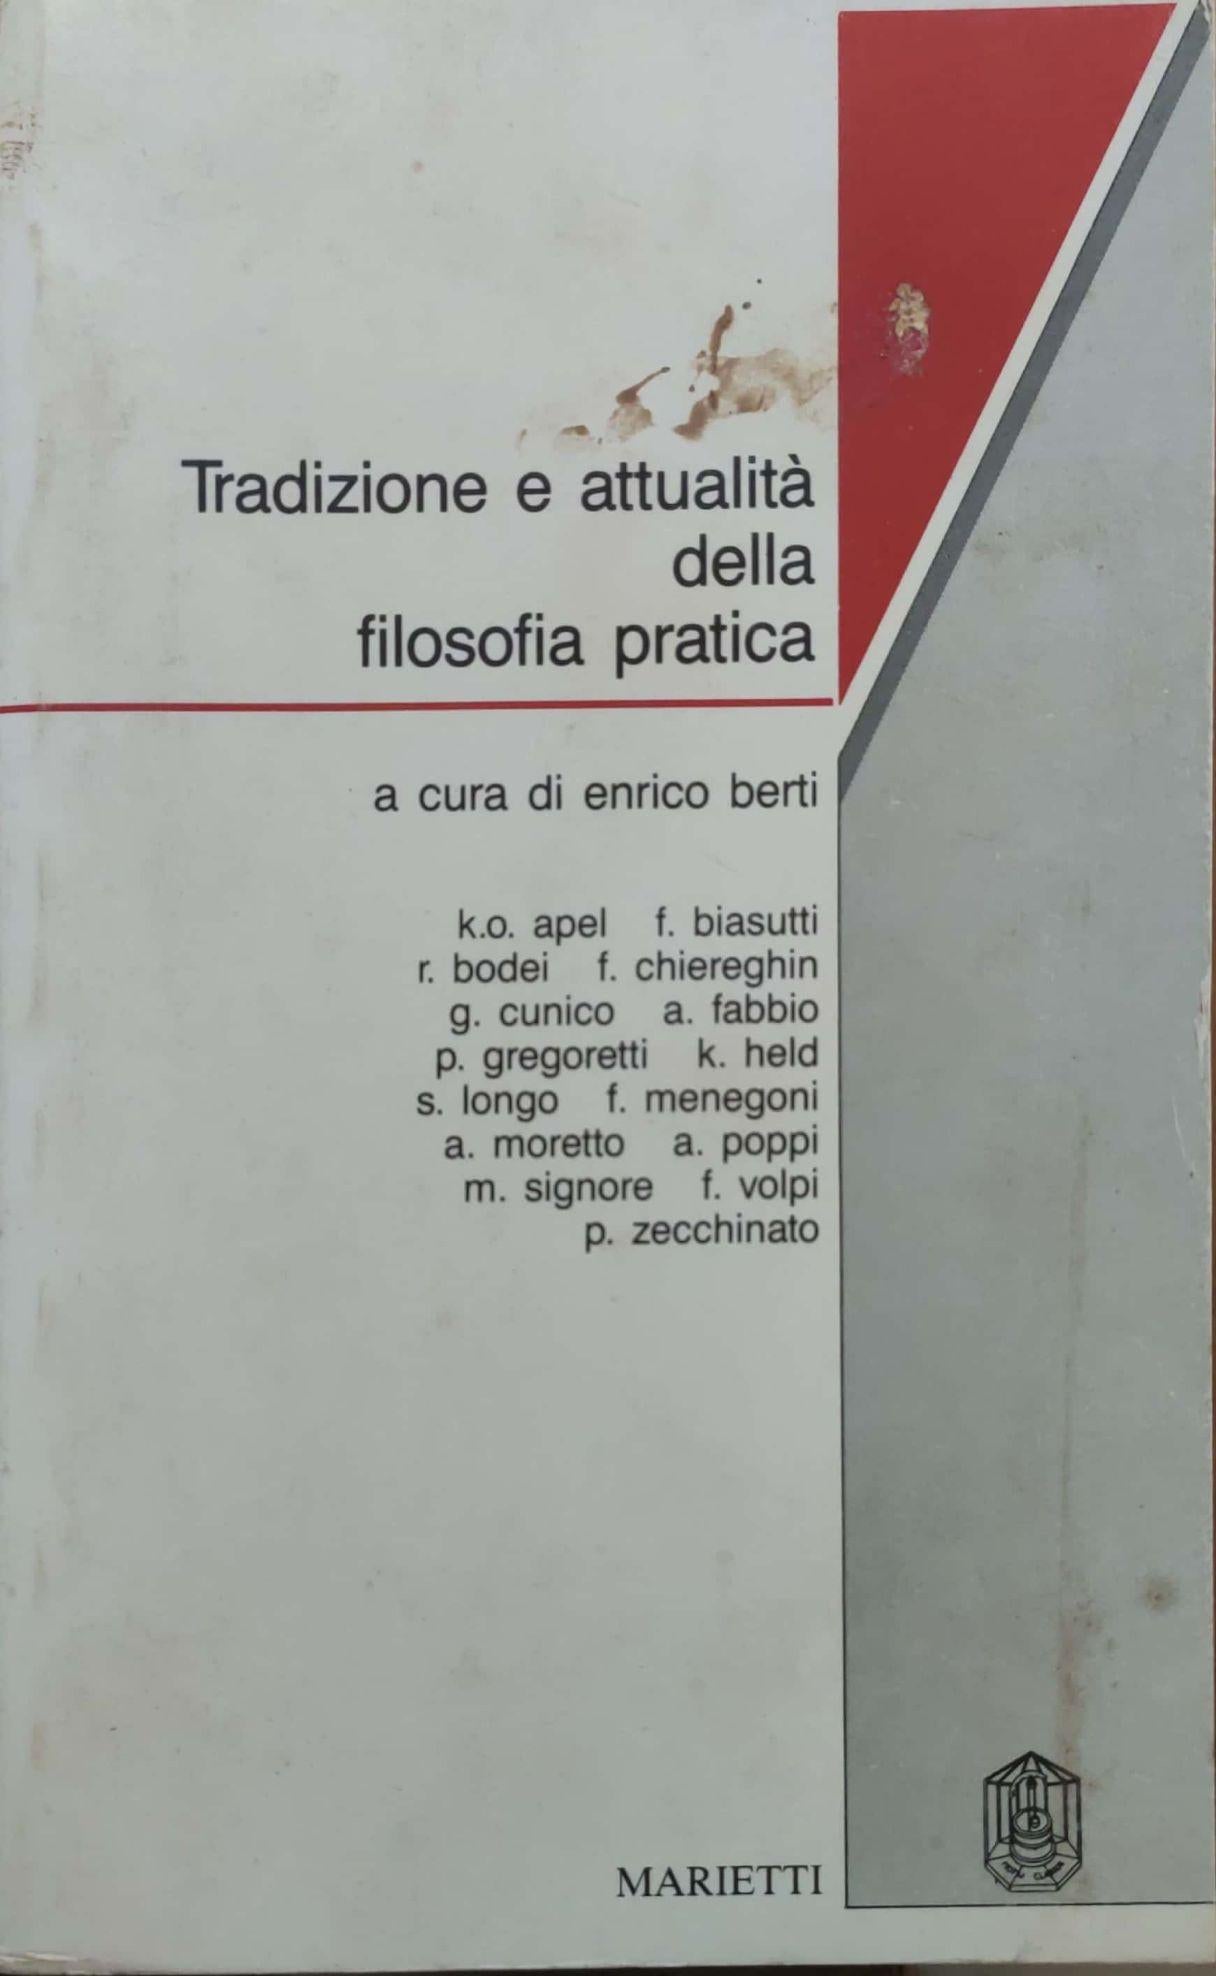 Tradizione e attualità
della
filosofia pratica
a cura di enrico berti
k.o. apel f. biasutti
r. bodei f. chiereghin
g. cunico a. fabbio
p. gregoretti k. held
s. longo f. menegoni
a. moretto a. poppi
m. signore f. volpi
p. zecchinato
MARIETTI